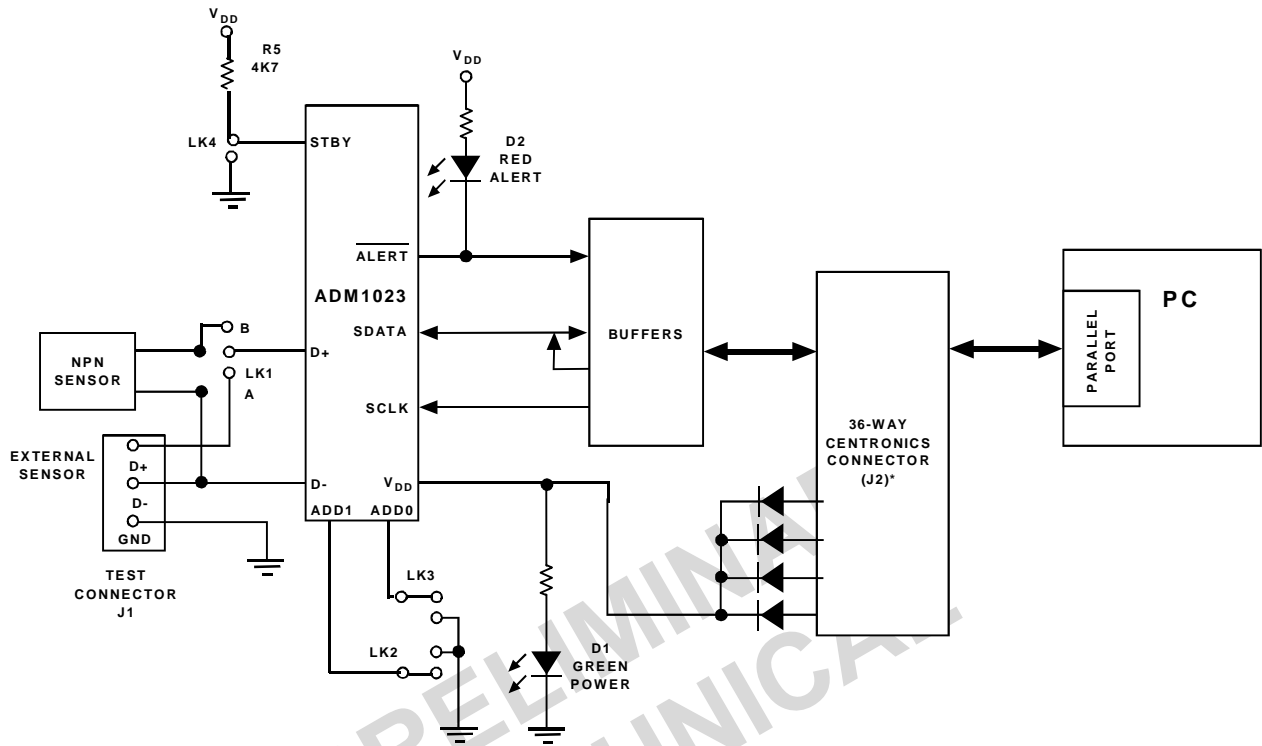 VDD
R5
4K7
LK4
STBY
VDD
D2
RED
ALERT
ALERT
ADM1023
SDATA
SCLK
D+
D-
VDD
ADD1 ADD0
B
LK1
A
NPN
SENSOR
EXTERNAL
SENSOR
D+
D-
GND
TEST
CONNECTOR
J1
LK3
LK2
D1
GREEN
POWER
BUFFERS
36-WAY
CENTRONICS
CONNECTOR
(J2)*
PARALLEL
PORT
PC